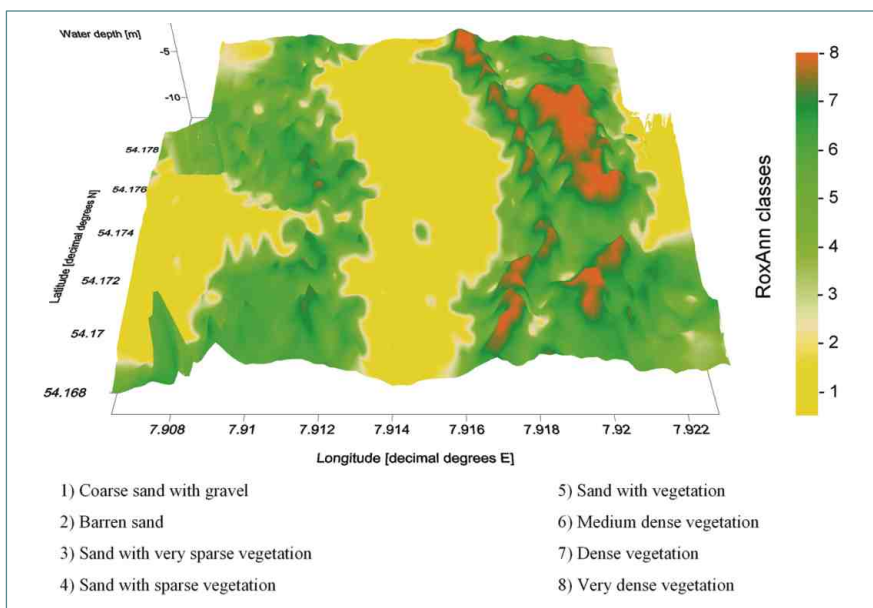 Water depth [m]
-5
-10
54.178
54.176
54.174
54.172
54.17
54.168
Latitude [decimal degrees N]
7.908 7.91 7.912 7.914 7.916 7.918 7.92 7.922
Longitude [decimal degrees E]
8
7
6
5
4
3
2
1
RoxAnn classes
1) Coarse sand with gravel
2) Barren sand
3) Sand with very sparse vegetation
4) Sand with sparse vegetation
5) Sand with vegetation
6) Medium dense vegetation
7) Dense vegetation
8) Very dense vegetation